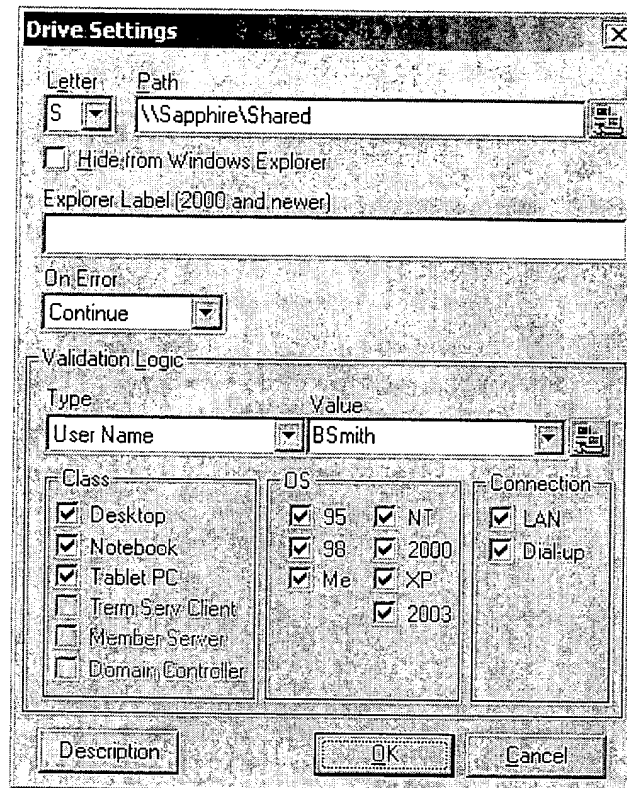 Drive Settings
Letter Path
S \\Sapphire\Shared
Hide from Windows Explorer
Explorer Label (2000 and newer)
On Error
Continue
Validation Logic
Type Value
User Name BSmith
Class OS Connection
Desktop 95 NT LAN
Notebook 98 2000 Dial-up
Tablet PC Me XP
Term Serv Client 2003
Member Server
Domain Controller
Description OK Cancel